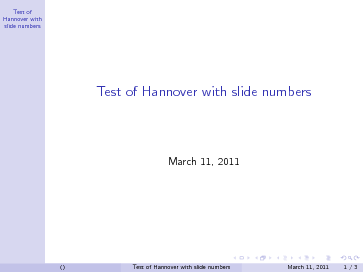 Test of
Hannover with
slide numbers
Test of Hannover with slide numbers
March 11, 2011
() Test of Hannover with slide numbers March 11, 2011 1 / 3